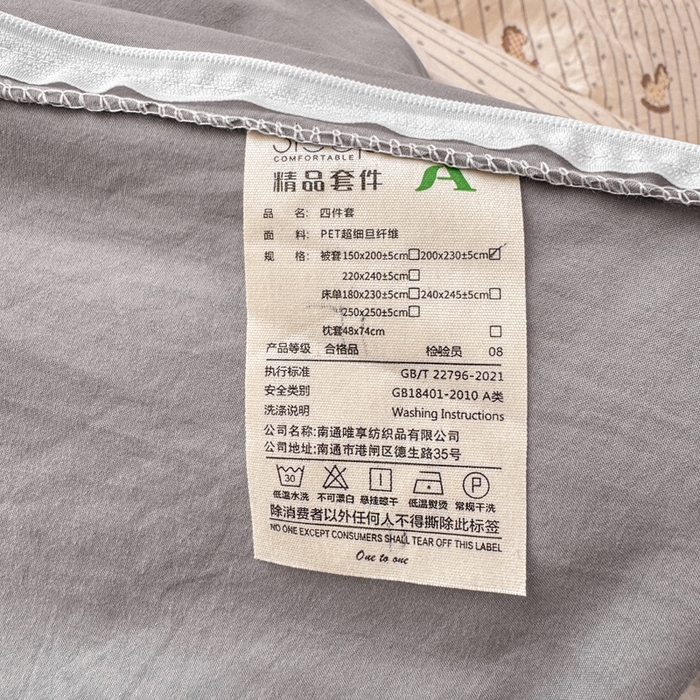 COMFORTABLE
精品套件 A
品 名: 四件套
面 料: PET超细旦纤维
规 格: 被套150x200±5cm□ 200x230±5cm☑
220x240±5cm□
床单180x230±5cm□ 240x245±5cm□
250x250±5cm□
枕套48x74cm □
产品等级 合格品 检验员 08
执行标准 GB/T 22796-2021
安全类别 GB18401-2010 A类
洗涤说明 Washing Instructions
公司名称:南通唯享纺织品有限公司
公司地址:南通市港闸区德生路35号
30 P
低温水洗 不可漂白 悬挂晾干 低温熨烫 常规干洗
除消费者以外任何人不得撕除此标签
NO ONE EXCEPT CONSUMERS SHALL TEAR OFF THIS LABEL
One to one